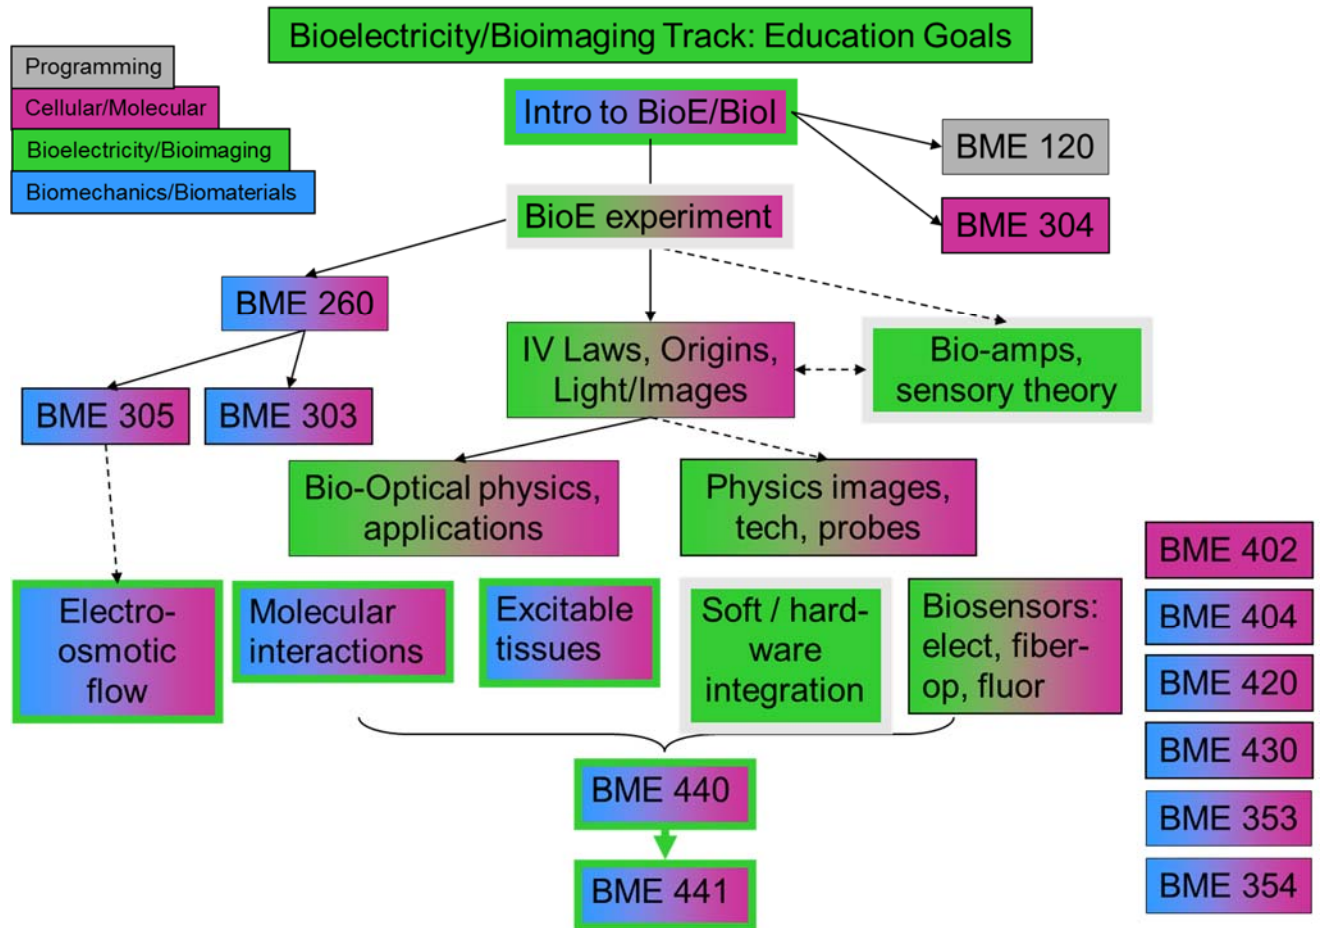 Bioelectricity/Bioimaging Track: Education Goals
Programming
Cellular/Molecular
Bioelectricity/Bioimaging
Biomechanics/Biomaterials
Intro to BioE/BioI
BME 120
BioE experiment
BME 304
BME 260
IV Laws, Origins,
Light/Images
Bio-amps,
sensory theory
BME 305
BME 303
Bio-Optical physics,
applications
Physics images,
tech, probes
Electro-
osmotic
flow
Molecular
interactions
Excitable
tissues
Soft / hard-
ware
integration
Biosensors:
elect, fiber-
op, fluor
BME 402
BME 404
BME 420
BME 430
BME 353
BME 354
BME 440
BME 441